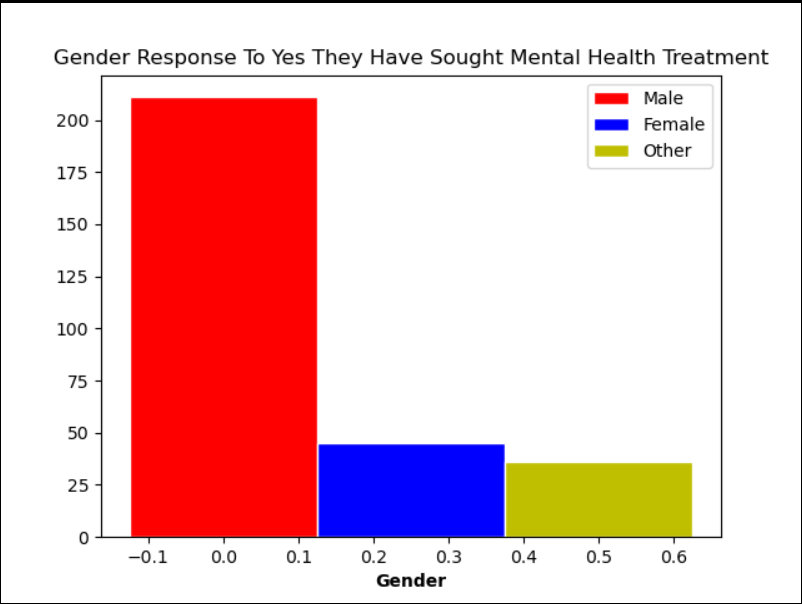 Gender Response To Yes They Have Sought Mental Health Treatment
Male
Female
Other
200
175
150
125
100
75
50
25
0
−0.1 0.0 0.1 0.2 0.3 0.4 0.5 0.6
Gender